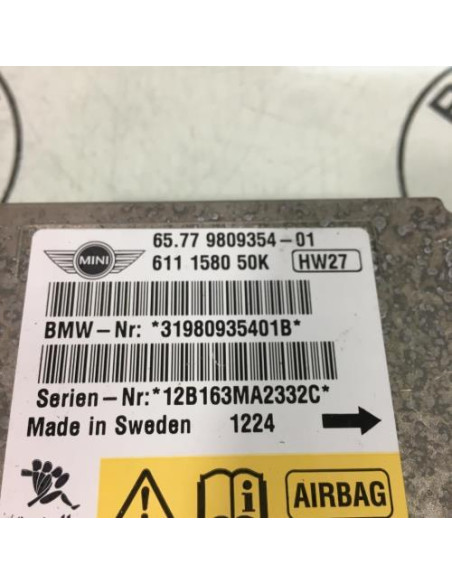 65.77 9809354-01
MINI
611 1580 50K HW27
BMW-Nr: *31980935401B*
Serien-Nr:*12B163MA2332C*
Made in Sweden 1224
i
AIRBAG